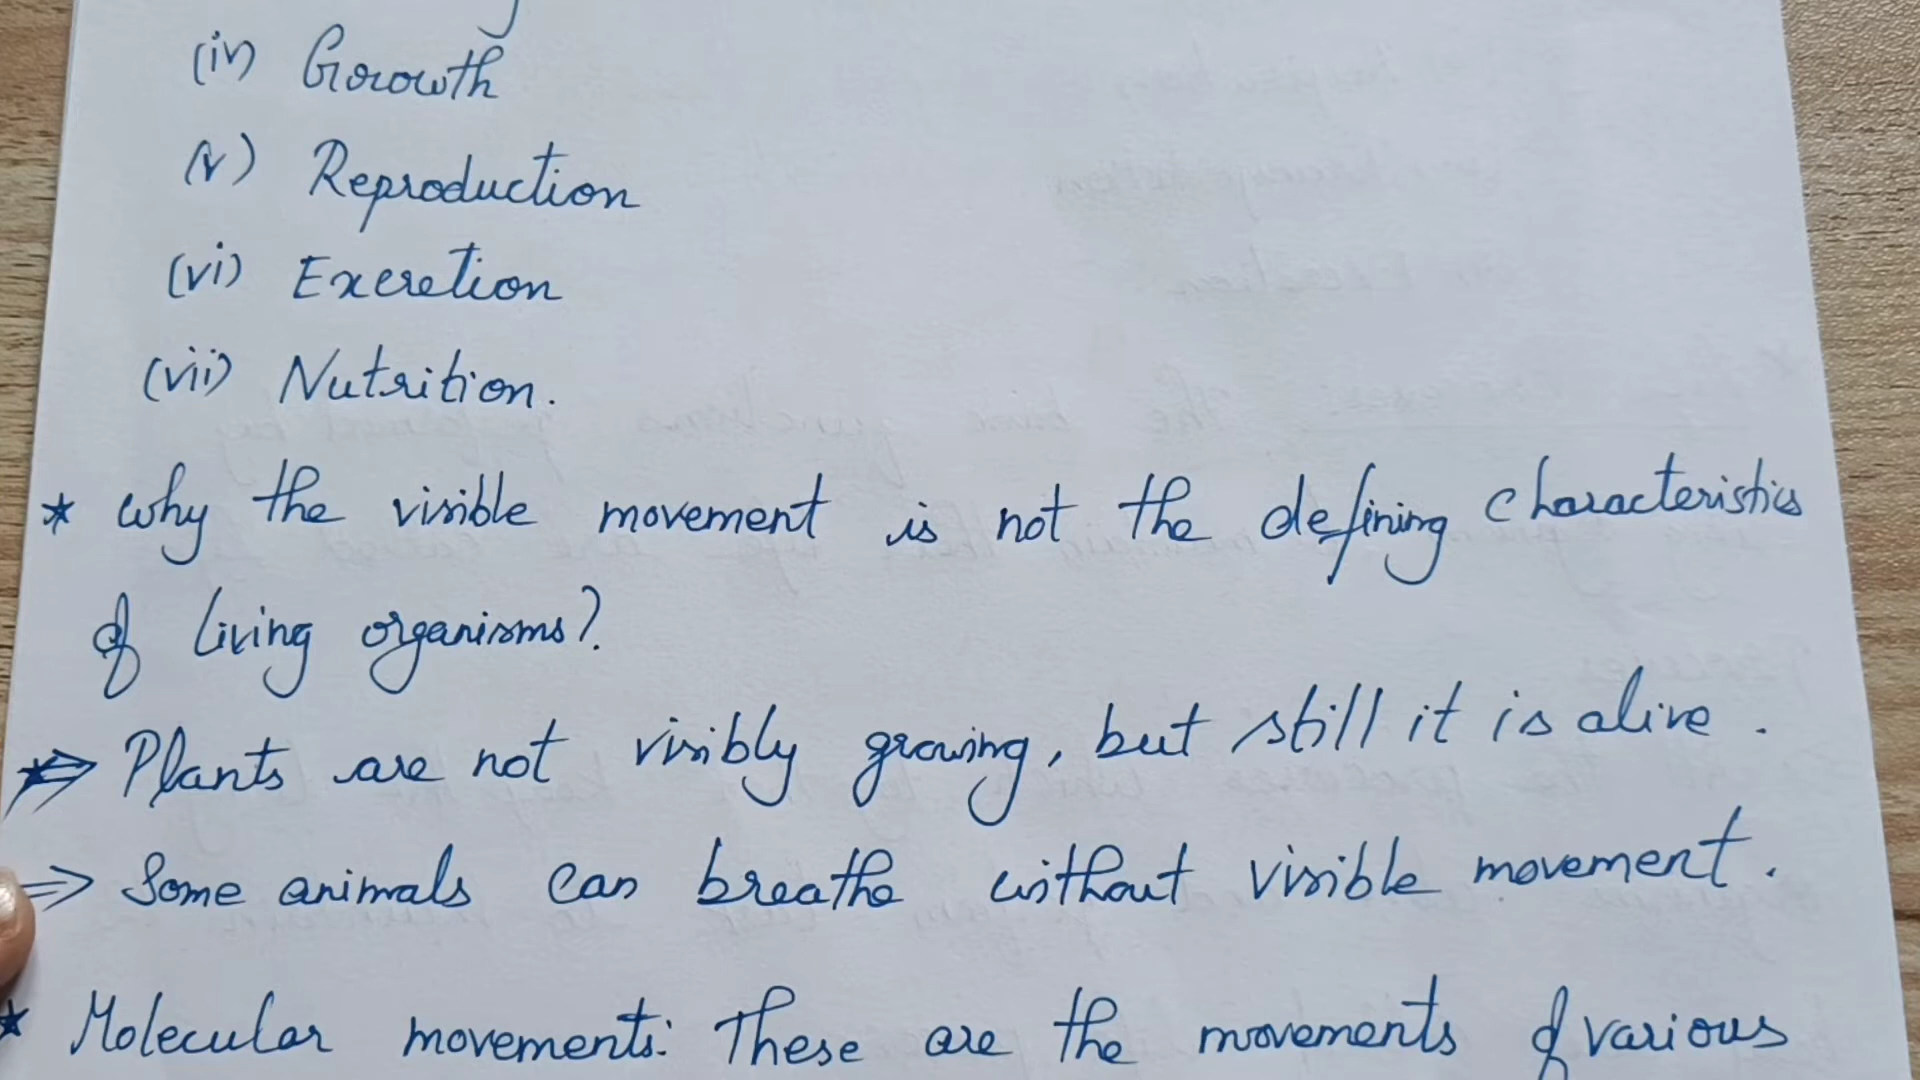 (iv) Growth
(v) Reproduction
(vi) Excretion
(vii) Nutrition.
* why the visible movement is not the defining characteristics
of living organisms?
⇒ Plants are not visibly growing, but still it is alive.
⇒ Some animals can breathe without visible movement.
* Molecular movements: These are the movements of various